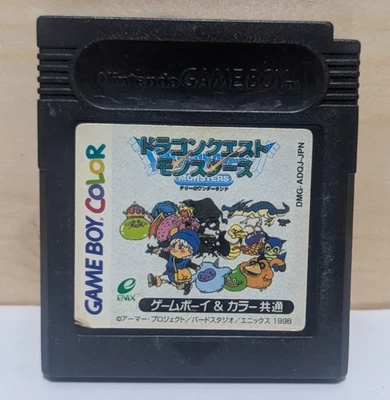 Nintendo GAME BOY TM
ドラゴンクエスト
モンスターズ
MONSTERS
テリーのワンダーランド
GAME BOY COLOR
DMG-ADQJ-JPN
ENIX
ゲームボーイ & カラー共通
©アーマー・プロジェクト/バードスタジオ/エニックス 1998